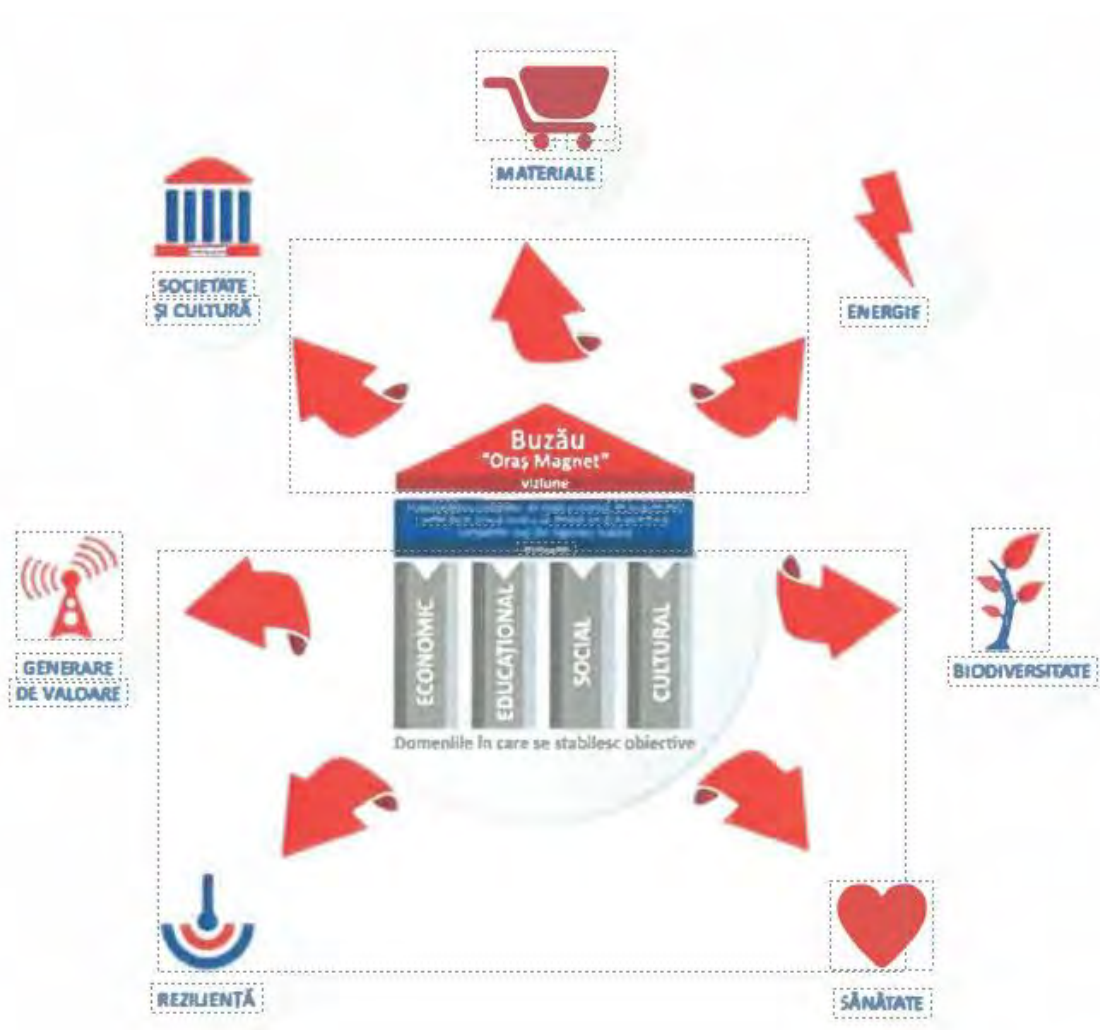 MATERIALE
SOCIETATE
ȘI CULTURĂ
ENERGIE
Buzău
"Oraș Magnet"
viziune
GENERARE
DE VALOARE
BIODIVERSITATE
ECONOMIC
EDUCAȚIONAL
SOCIAL
CULTURAL
Domeniile în care se stabilesc obiective
REZILIENȚĂ
SĂNĂTATE